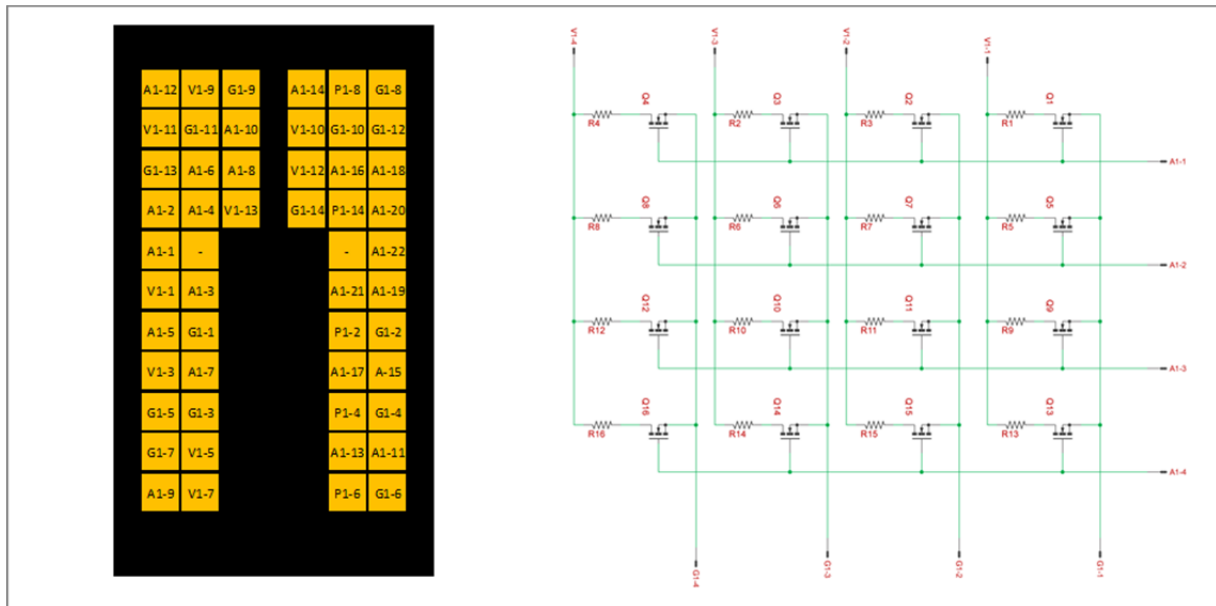 A1-12 V1-9 G1-9 A1-14 P1-8 G1-8
V1-11 G1-11 A1-10 V1-10 G1-10 G1-12
G1-13 A1-6 A1-8 V1-12 A1-16 A1-18
A1-2 A1-4 V1-13 G1-14 P1-14 A1-20
A1-1 - - A1-22
V1-1 A1-3 A1-21 A1-19
A1-5 G1-1 P1-2 G1-2
V1-3 A1-7 A1-17 A-15
G1-5 G1-3 P1-4 G1-4
G1-7 V1-5 A1-13 A1-11
A1-9 V1-7 P1-6 G1-6
V1-4 V1-3 V1-2 V1-1
Q4 Q3 Q2 Q1
R4 R2 R3 R1
A1-1
Q8 Q6 Q7 Q5
R8 R6 R7 R5
A1-2
Q12 Q10 Q11 Q9
R12 R10 R11 R9
A1-3
Q16 Q14 Q15 Q13
R16 R14 R15 R13
A1-4
G1-4 G1-3 G1-2 G1-1